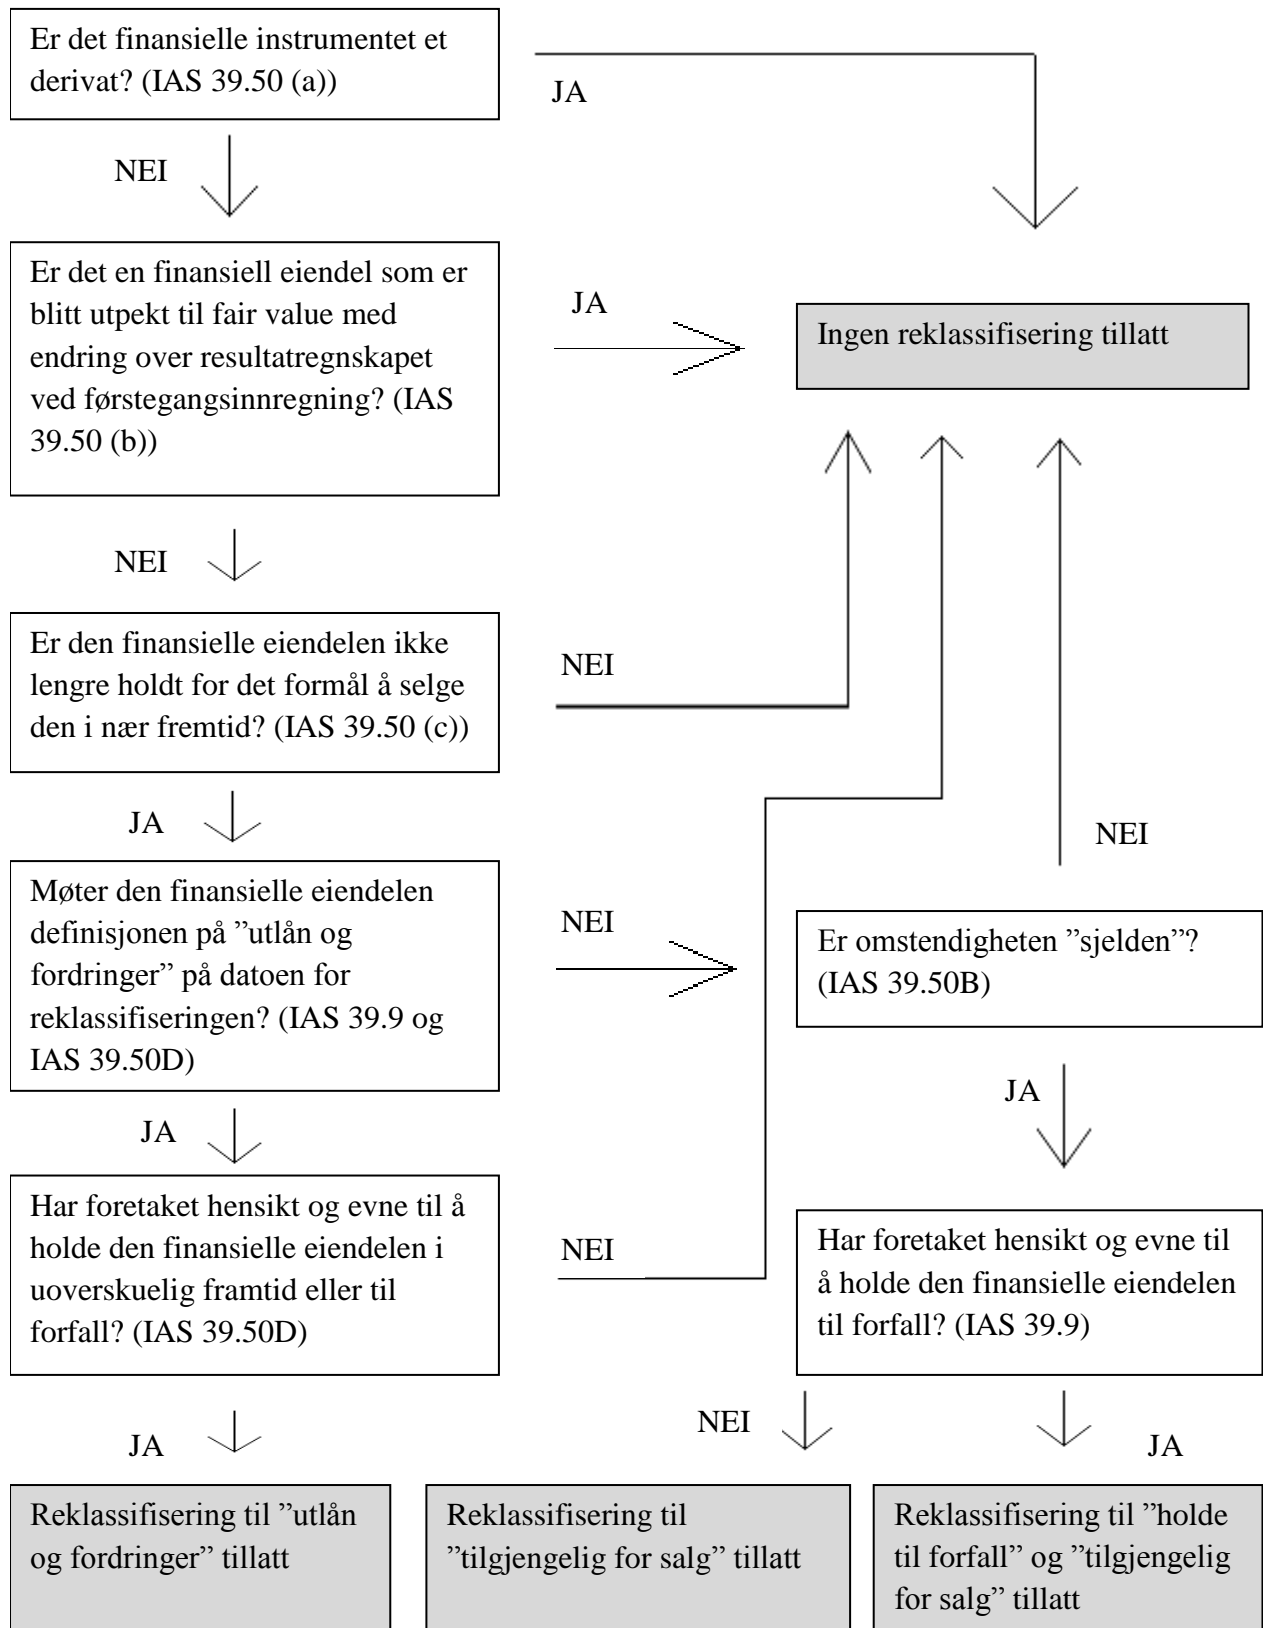 Er det finansielle instrumentet et
derivat? (IAS 39.50 (a))
JA
NEI
Er det en finansiell eiendel som er
blitt utpekt til fair value med
endring over resultatregnskapet
ved førstegangsinnregning? (IAS
39.50 (b))
JA
Ingen reklassifisering tillatt
NEI
Er den finansielle eiendelen ikke
lengre holdt for det formål å selge
den i nær fremtid? (IAS 39.50 (c))
NEI
JA
NEI
Møter den finansielle eiendelen
definisjonen på ”utlån og
fordringer” på datoen for
reklassifiseringen? (IAS 39.9 og
IAS 39.50D)
NEI
Er omstendigheten ”sjelden”?
(IAS 39.50B)
JA
JA
Har foretaket hensikt og evne til å
holde den finansielle eiendelen i
uoverskuelig framtid eller til
forfall? (IAS 39.50D)
NEI
Har foretaket hensikt og evne til
å holde den finansielle eiendelen
til forfall? (IAS 39.9)
JA
NEI
JA
Reklassifisering til ”utlån
og fordringer” tillatt
Reklassifisering til
”tilgjengelig for salg” tillatt
Reklassifisering til ”holde
til forfall” og ”tilgjengelig
for salg” tillatt